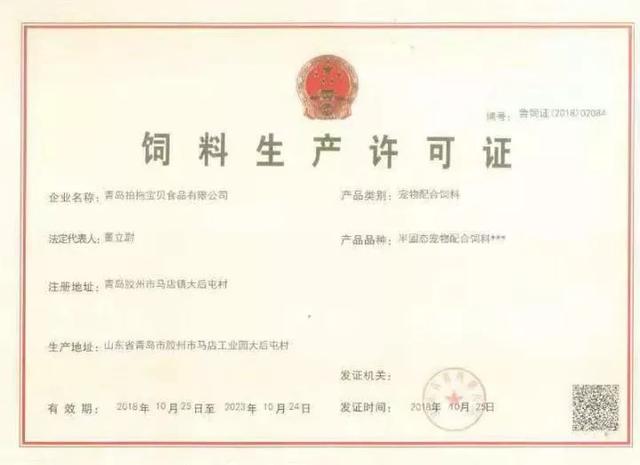 编号：鲁饲证(2018)02084
饲料生产许可证
企业名称：青岛拍拖宝贝食品有限公司
产品类别：宠物配合饲料
法定代表人：董立尉
产品品种：半固态宠物配合饲料***
注册地址：青岛胶州市马店镇大后屯村
生产地址：山东省青岛市胶州市马店工业园大后屯村
发证机关：
有效期：2018年10月25日至2023年10月24日
发证时间：2018年10月25日